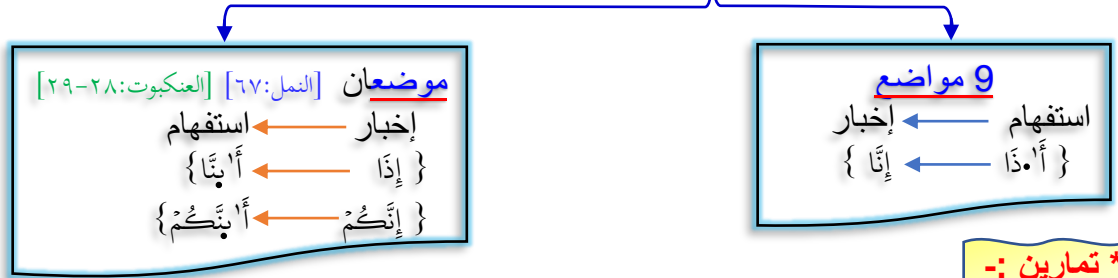 9 مواضع
استفهام ← إخبار
{ أَ•ذَا ← إِنَّا }
موضعان [النمل:٦٧] [العنكبوت:٢٨-٢٩]
إخبار ← استفهام
{ إِذَا ← أَىِٕنَّا}
{ إِنَّكُمۡ ← أَىِٕنَّكُمۡ}
* تمارين :-